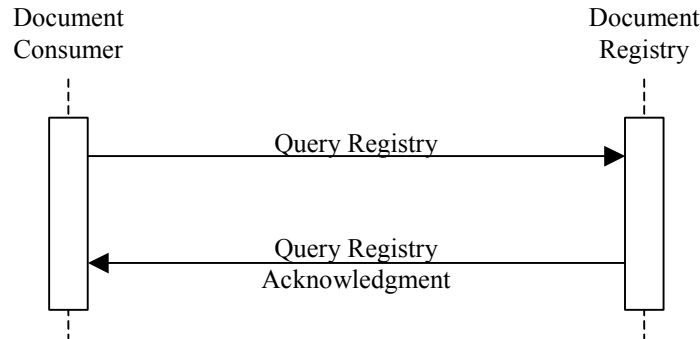 Document
Consumer
Document
Registry
Query Registry
Query Registry
Acknowledgment